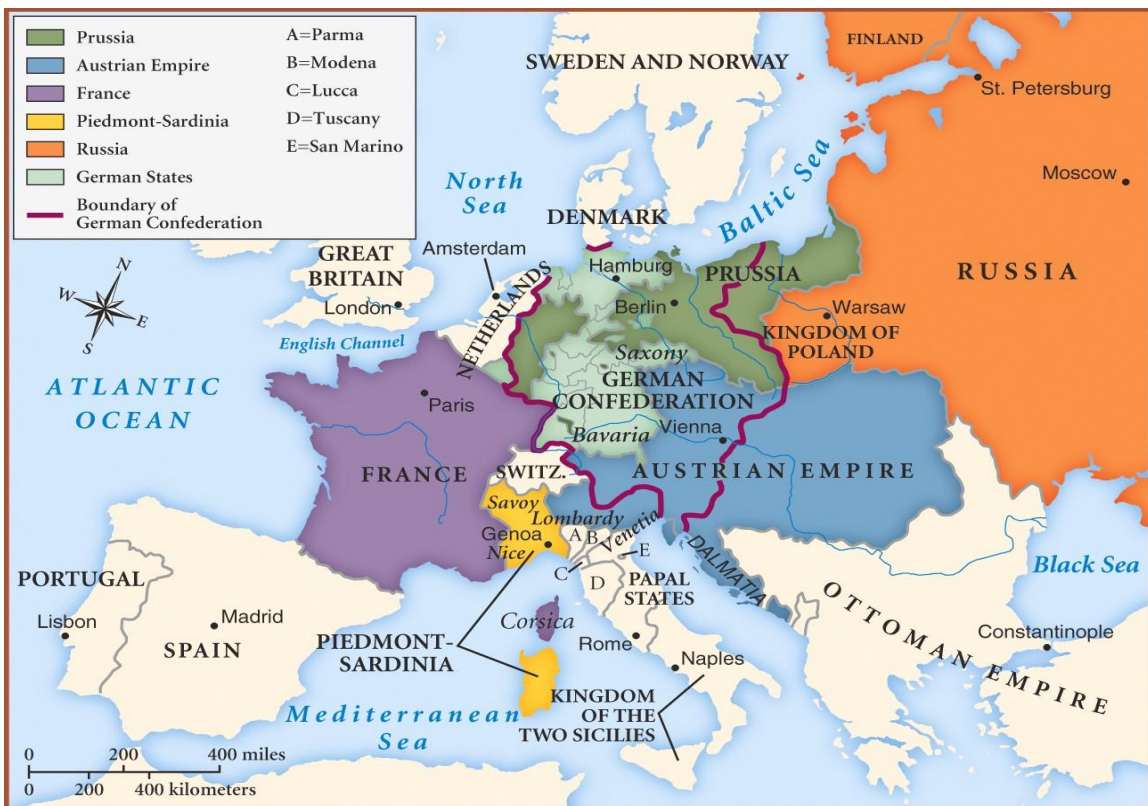 Prussia
Austrian Empire
France
Piedmont-Sardinia
Russia
German States
Boundary of
German Confederation
A=Parma
B=Modena
C=Lucca
D=Tuscany
E=San Marino
FINLAND
SWEDEN AND NORWAY
St. Petersburg
Moscow
North
Sea
Baltic Sea
DENMARK
GREAT
BRITAIN
Amsterdam
Hamburg
PRUSSIA
RUSSIA
N
W
E
S
London
NETHERLANDS
Berlin
Warsaw
KINGDOM OF
POLAND
English Channel
Saxony
GERMAN
CONFEDERATION
ATLANTIC
OCEAN
Paris
Bavaria
Vienna
FRANCE
SWITZ.
AUSTRIAN EMPIRE
Savoy
Lombardy
Venetia
Genoa
Nice
A
B
E
C
D
DALMATIA
Black Sea
PORTUGAL
PAPAL
STATES
OTTOMAN EMPIRE
Lisbon
Madrid
SPAIN
Corsica
Rome
Constantinople
PIEDMONT-
SARDINIA
Naples
KINGDOM
OF THE
TWO SICILIES
Mediterranean
Sea
0
200
400 miles
0
200
400 kilometers